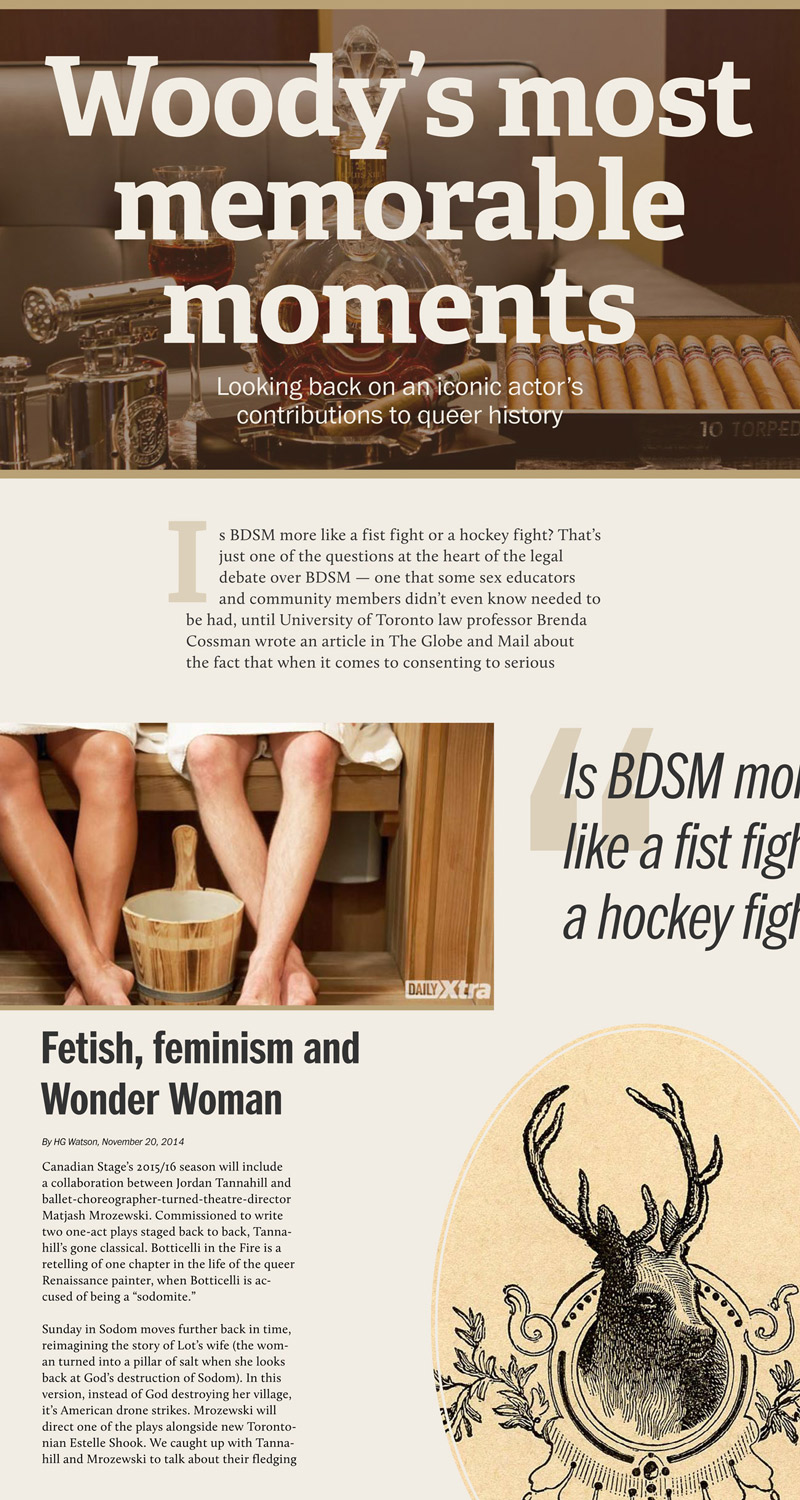 Woody's most
memorable
moments
Looking back on an iconic actor's
contributions to queer history
10 TORPED
Is BDSM more like a fist fight or a hockey fight? That's
just one of the questions at the heart of the legal
debate over BDSM — one that some sex educators
and community members didn't even know needed to
be had, until University of Toronto law professor Brenda
Cossman wrote an article in The Globe and Mail about
the fact that when it comes to consenting to serious
DAILY Xtra
“
Is BDSM mor
like a fist figh
a hockey figh
Fetish, feminism and
Wonder Woman
By HG Watson, November 20, 2014
Canadian Stage's 2015/16 season will include
a collaboration between Jordan Tannahill and
ballet-choreographer-turned-theatre-director
Matjash Mrozewski. Commissioned to write
two one-act plays staged back to back, Tanna-
hill's gone classical. Botticelli in the Fire is a
retelling of one chapter in the life of the queer
Renaissance painter, when Botticelli is ac-
cused of being a “sodomite.”
Sunday in Sodom moves further back in time,
reimagining the story of Lot's wife (the wom-
an turned into a pillar of salt when she looks
back at God's destruction of Sodom). In this
version, instead of God destroying her village,
it's American drone strikes. Mrozewski will
direct one of the plays alongside new Toronto-
nian Estelle Shook. We caught up with Tanna-
hill and Mrozewski to talk about their fledging